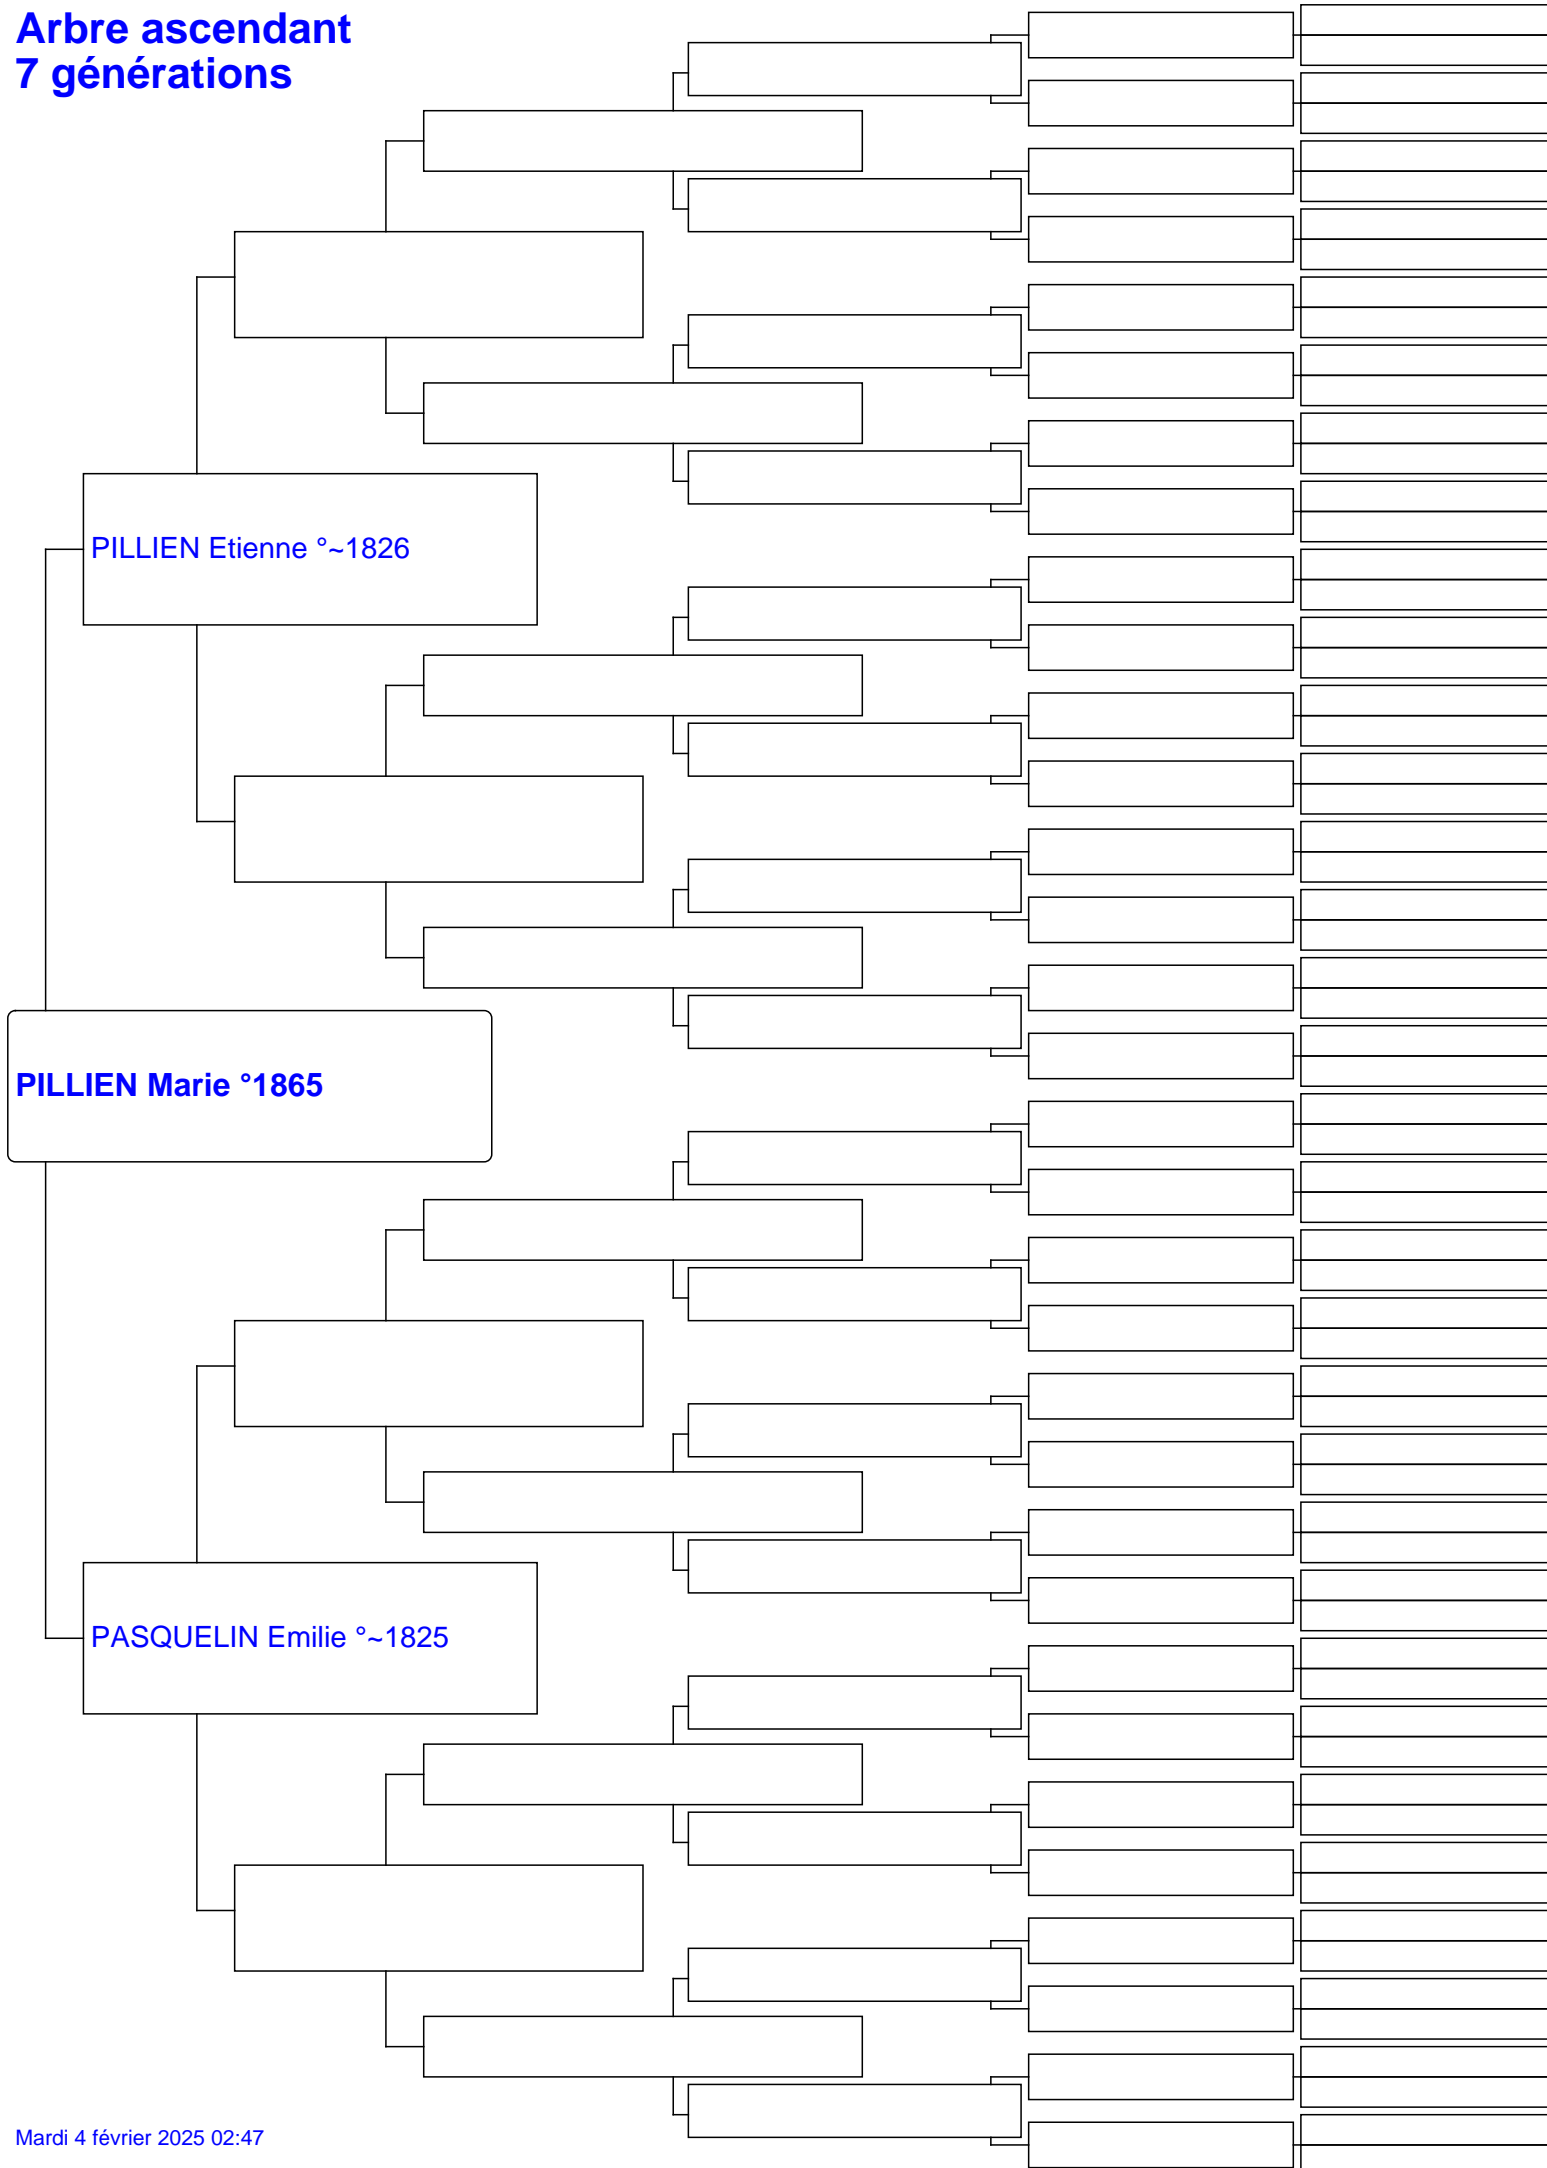 Arbre ascendant
7 générations
PILLIEN Etienne °~1826
PILLIEN Marie °1865
PASQUELIN Emilie °~1825
Mardi 4 février 2025 02:47